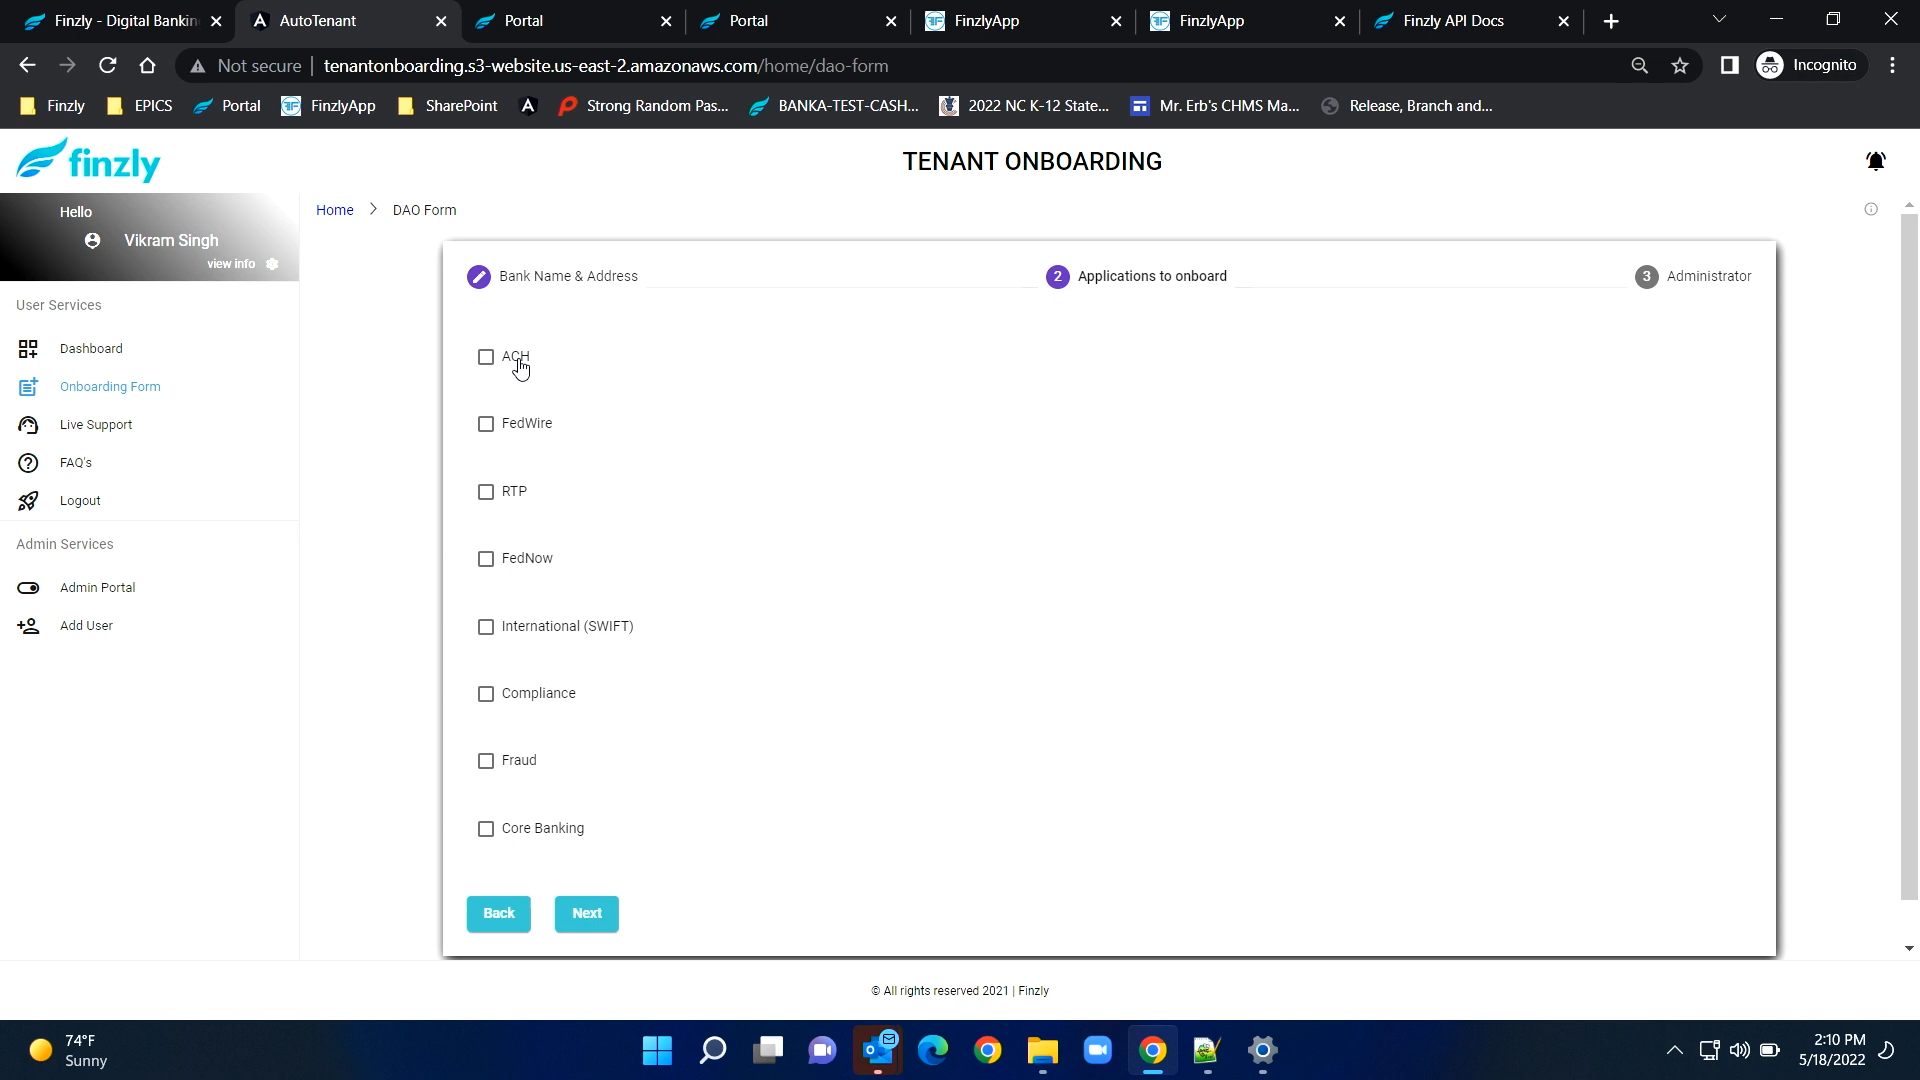 Finzly - Digital Bankin
AutoTenant
Portal
Portal
FinzlyApp
FinzlyApp
Finzly API Docs
Not secure | tenantonboarding.s3-website.us-east-2.amazonaws.com/home/dao-form
Incognito
Finzly
EPICS
Portal
FinzlyApp
SharePoint
Strong Random Pas...
BANKA-TEST-CASH...
2022 NC K-12 State...
Mr. Erb's CHMS Ma...
Release, Branch and...
finzly
TENANT ONBOARDING
Hello
Vikram Singh
view info
Home > DAO Form
User Services
Dashboard
Onboarding Form
Live Support
FAQ's
Logout
Admin Services
Admin Portal
Add User
Bank Name & Address
2 Applications to onboard
3 Administrator
ACH
FedWire
RTP
FedNow
International (SWIFT)
Compliance
Fraud
Core Banking
Back
Next
© All rights reserved 2021 | Finzly
74°F
Sunny
2:10 PM
5/18/2022